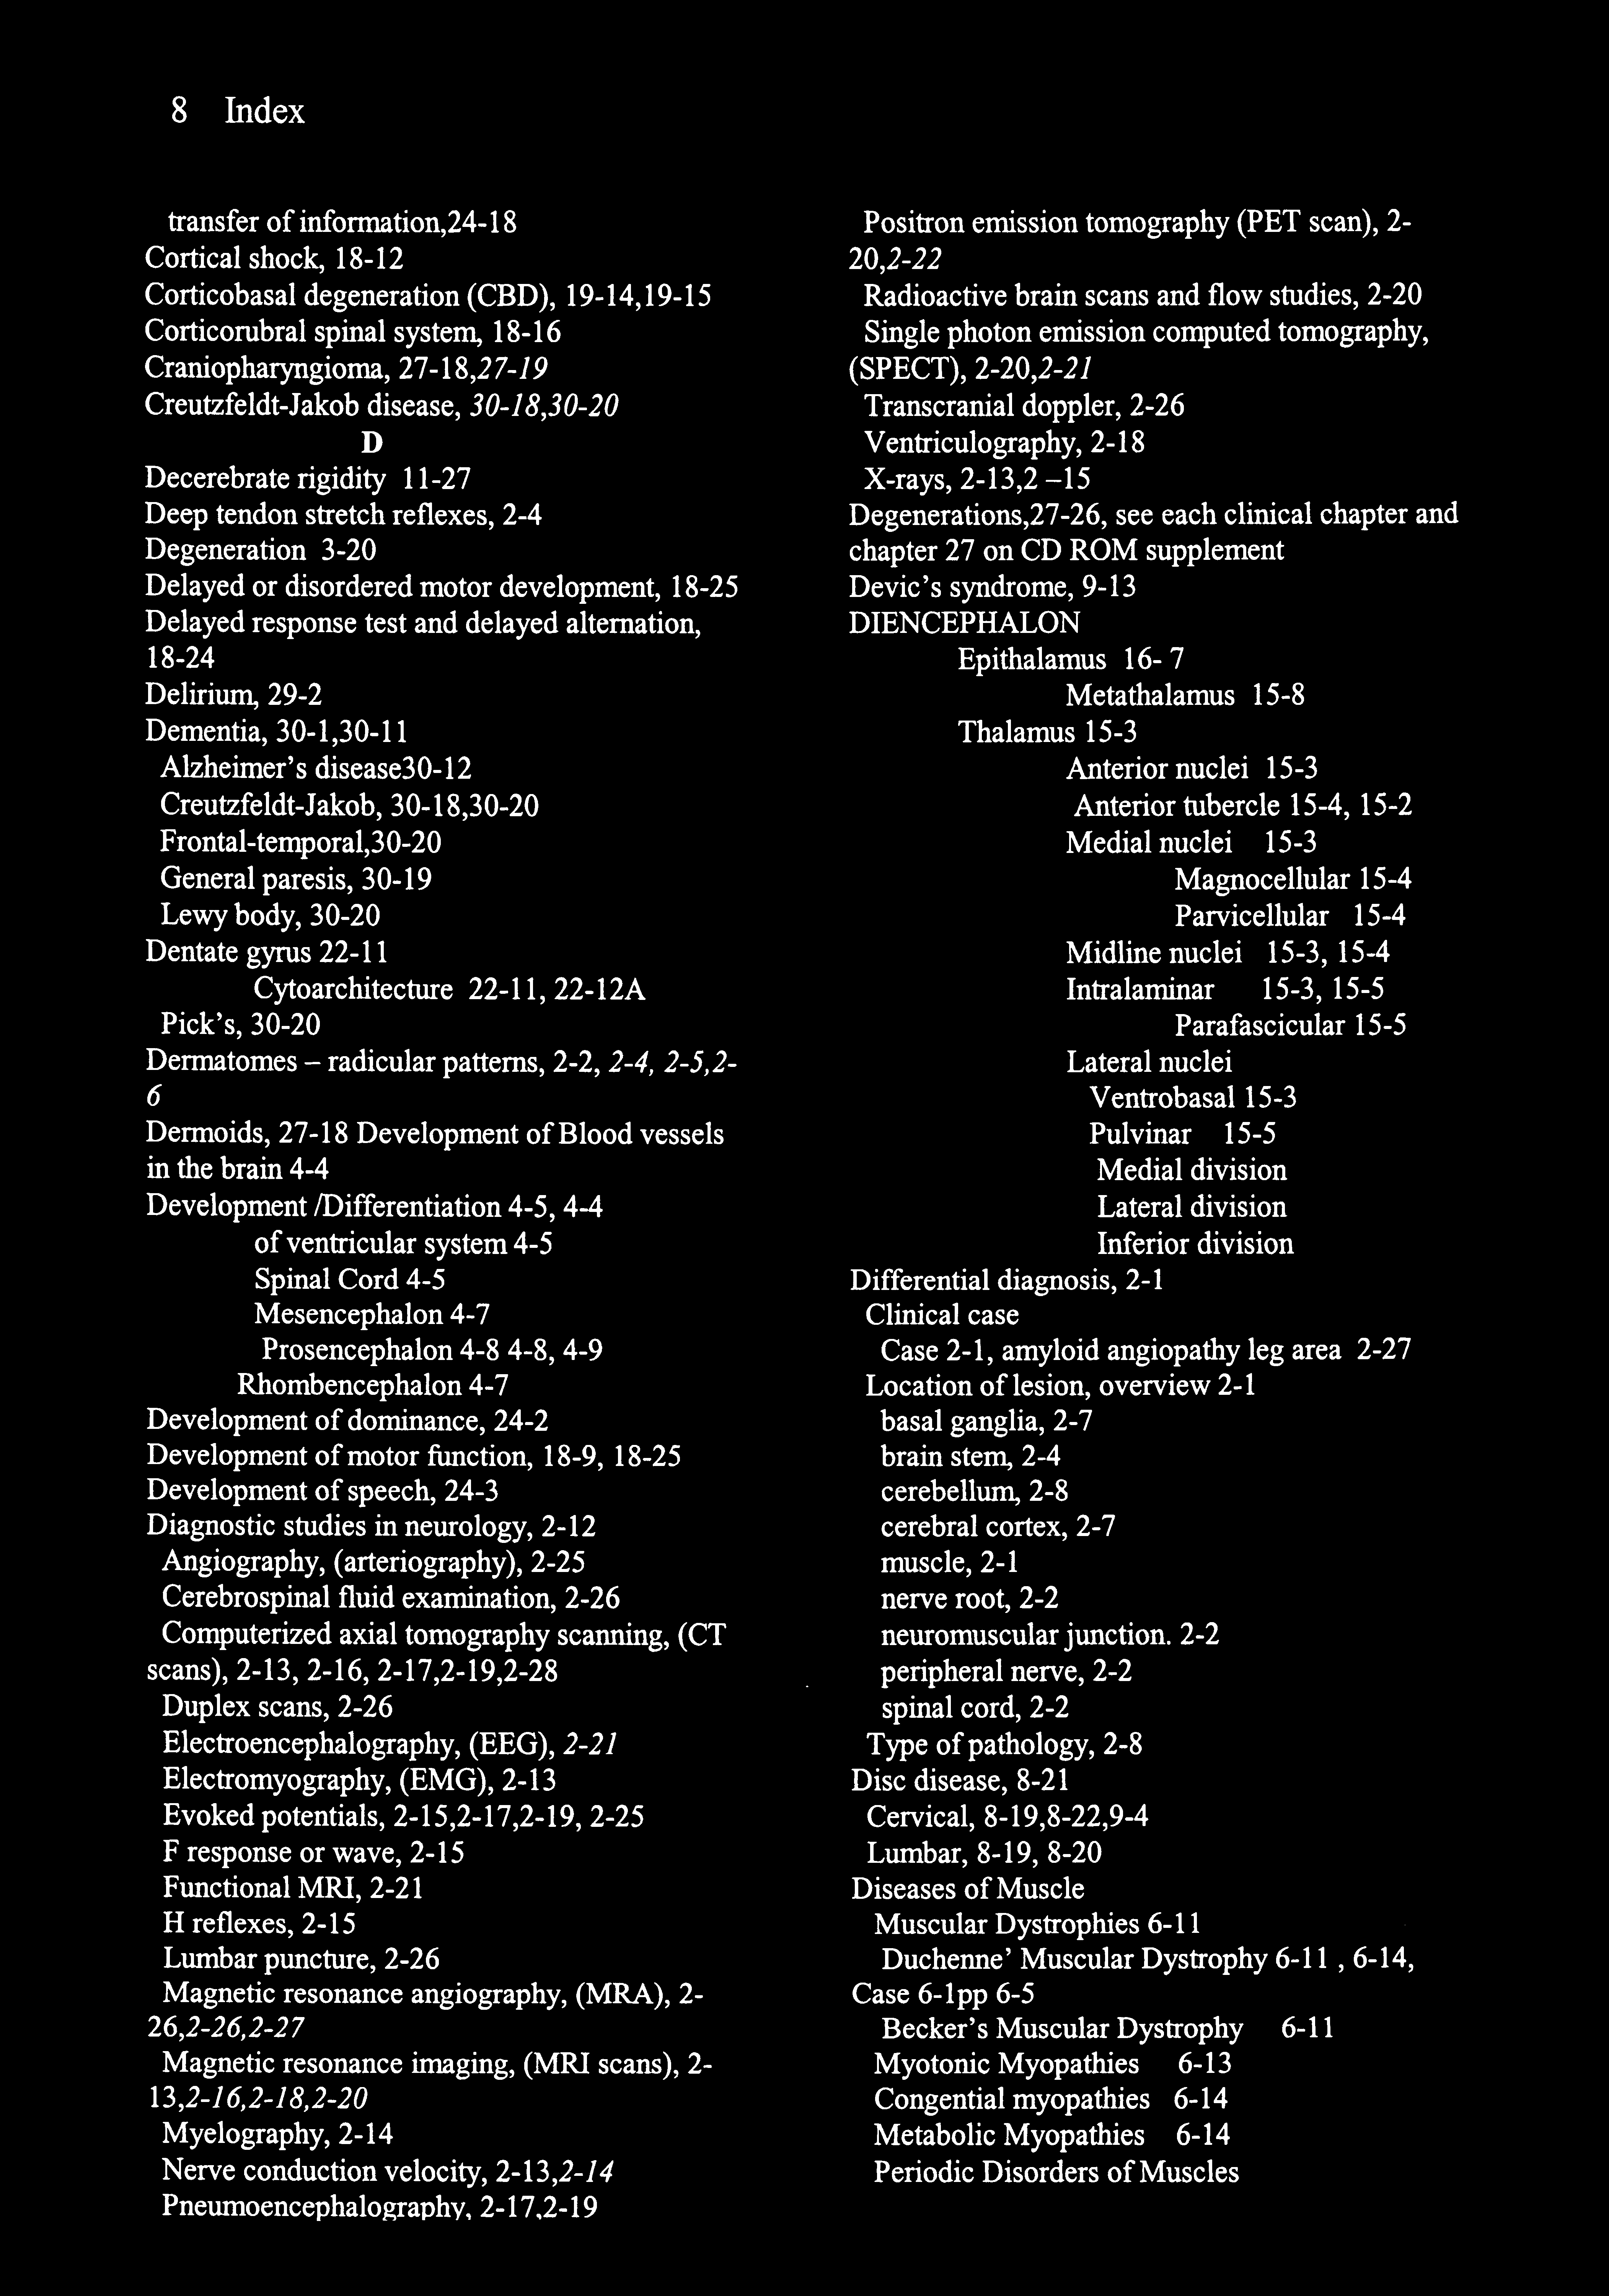 8 Index
transfer of information,24-18
Cortical shock, 18-12
Corticobasal degeneration (CBD), 19-14,19-15
Corticorubral spinal system, 18-16
Craniopharyngioma, 27-18,27-19
Creutzfeldt-Jakob disease, 30-18,30-20
D
Decerebrate rigidity 11-27
Deep tendon stretch reflexes, 2-4
Degeneration 3-20
Delayed or disordered motor development, 18-25
Delayed response test and delayed alternation,
18-24
Delirium, 29-2
Dementia, 30-1,30-11
Alzheimer's disease30-12
Creutzfeldt-Jakob, 30-18,30-20
Frontal-temporal,30-20
General paresis, 30-19
Lewy body, 30-20
Dentate gyrus 22-11
Cytoarchitecture 22-11, 22-12A
Pick's, 30-20
Dermatomes – radicular patterns, 2-2, 2-4, 2-5,2-
6
Dermoids, 27-18 Development of Blood vessels
in the brain 4-4
Development /Differentiation 4-5, 4-4
of ventricular system 4-5
Spinal Cord 4-5
Mesencephalon 4-7
Prosencephalon 4-8 4-8, 4-9
Rhombencephalon 4-7
Development of dominance, 24-2
Development of motor function, 18-9, 18-25
Development of speech, 24-3
Diagnostic studies in neurology, 2-12
Angiography, (arteriography), 2-25
Cerebrospinal fluid examination, 2-26
Computerized axial tomography scanning, (CT
scans), 2-13, 2-16, 2-17,2-19,2-28
Duplex scans, 2-26
Electroencephalography, (EEG), 2-21
Electromyography, (EMG), 2-13
Evoked potentials, 2-15,2-17,2-19, 2-25
F response or wave, 2-15
Functional MRI, 2-21
H reflexes, 2-15
Lumbar puncture, 2-26
Magnetic resonance angiography, (MRA), 2-
26,2-26,2-27
Magnetic resonance imaging, (MRI scans), 2-
13,2-16,2-18,2-20
Myelography, 2-14
Nerve conduction velocity, 2-13,2-14
Pneumoencephalography, 2-17,2-19
Positron emission tomography (PET scan), 2-
20,2-22
Radioactive brain scans and flow studies, 2-20
Single photon emission computed tomography,
(SPECT), 2-20,2-21
Transcranial doppler, 2-26
Ventriculography, 2-18
X-rays, 2-13,2 –15
Degenerations,27-26, see each clinical chapter and
chapter 27 on CD ROM supplement
Devic's syndrome, 9-13
DIENCEPHALON
Epithalamus 16- 7
Metathalamus 15-8
Thalamus 15-3
Anterior nuclei 15-3
Anterior tubercle 15-4, 15-2
Medial nuclei 15-3
Magnocellular 15-4
Parvicellular 15-4
Midline nuclei 15-3, 15-4
Intralaminar 15-3, 15-5
Parafascicular 15-5
Lateral nuclei
Ventrobasal 15-3
Pulvinar 15-5
Medial division
Lateral division
Inferior division
Differential diagnosis, 2-1
Clinical case
Case 2-1, amyloid angiopathy leg area 2-27
Location of lesion, overview 2-1
basal ganglia, 2-7
brain stem, 2-4
cerebellum, 2-8
cerebral cortex, 2-7
muscle, 2-1
nerve root, 2-2
neuromuscular junction. 2-2
peripheral nerve, 2-2
spinal cord, 2-2
Type of pathology, 2-8
Disc disease, 8-21
Cervical, 8-19,8-22,9-4
Lumbar, 8-19, 8-20
Diseases of Muscle
Muscular Dystrophies 6-11
Duchenne' Muscular Dystrophy 6-11 , 6-14,
Case 6-1pp 6-5
Becker's Muscular Dystrophy 6-11
Myotonic Myopathies 6-13
Congential myopathies 6-14
Metabolic Myopathies 6-14
Periodic Disorders of Muscles